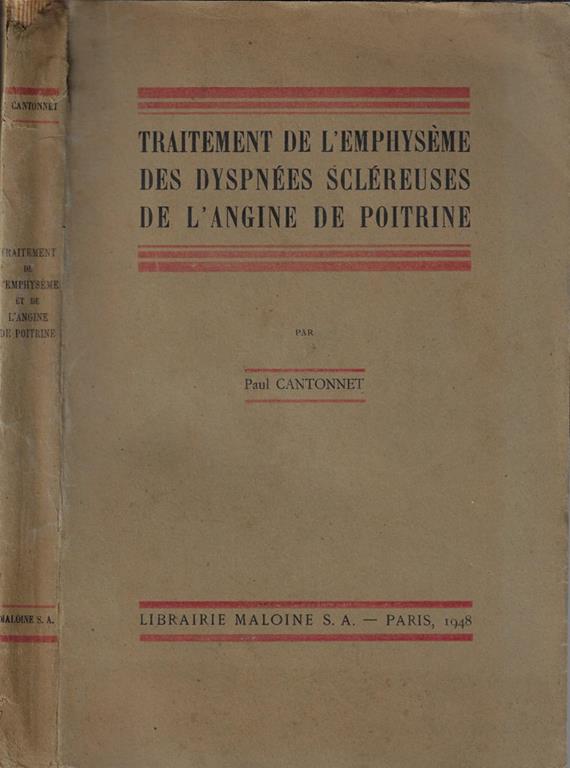 CANTONNET
TRAITEMENT
DE
L'EMPHYSÈME
ET DE
L'ANGINE
DE POITRINE
MALOINE S. A.
TRAITEMENT DE L'EMPHYSÈME
DES DYSPNÉES SCLÉREUSES
DE L'ANGINE DE POITRINE
PAR
Paul CANTONNET
LIBRAIRIE MALOINE S. A. — PARIS, 1948